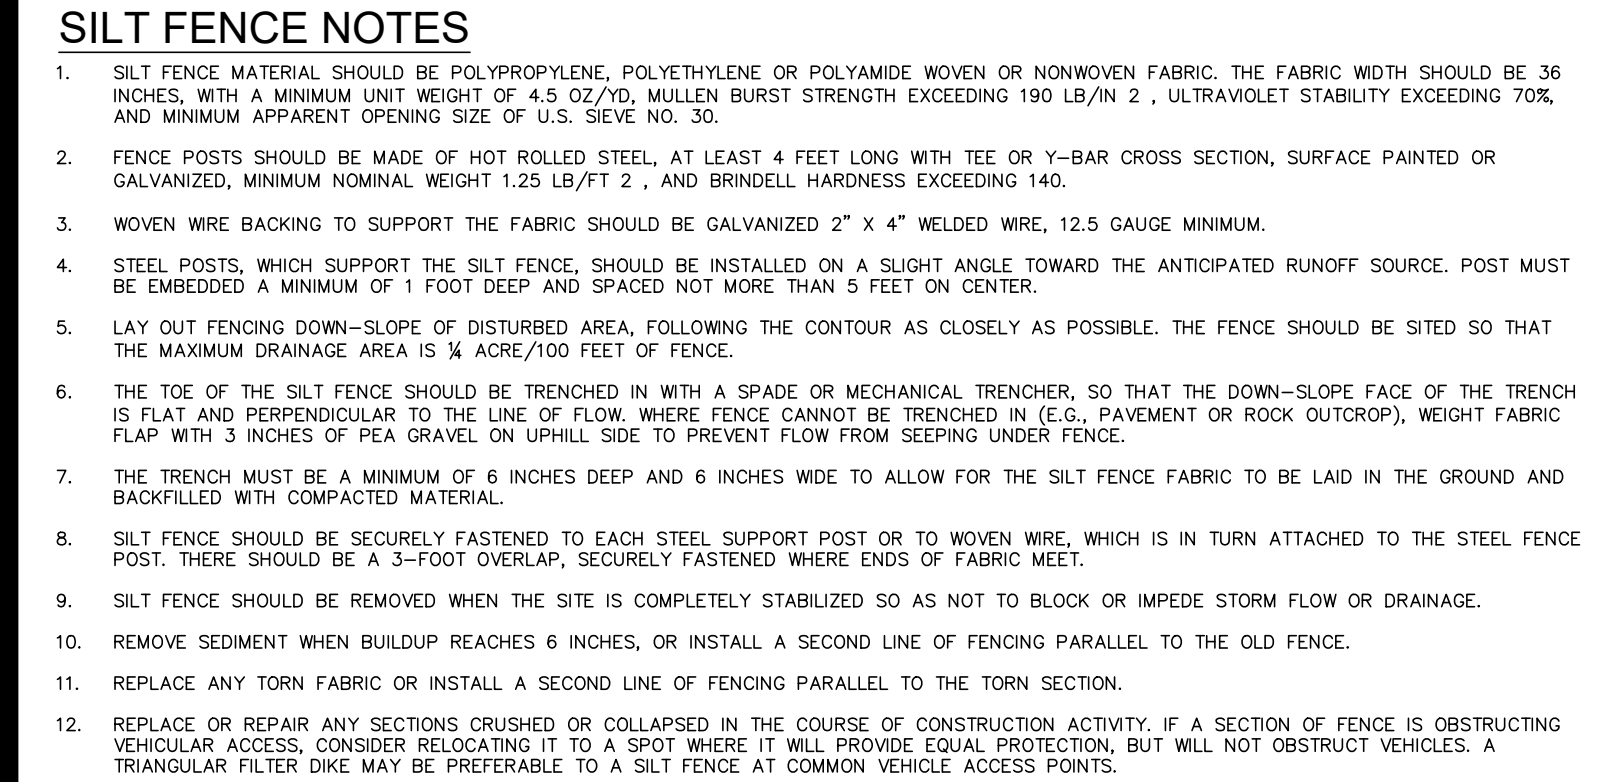 SILT FENCE NOTES
1. SILT FENCE MATERIAL SHOULD BE POLYPROPYLENE, POLYETHYLENE OR POLYAMIDE WOVEN OR NONWOVEN FABRIC. THE FABRIC WIDTH SHOULD BE 36
INCHES, WITH A MINIMUM UNIT WEIGHT OF 4.5 OZ/YD, MULLEN BURST STRENGTH EXCEEDING 190 LB/IN 2 , ULTRAVIOLET STABILITY EXCEEDING 70%,
AND MINIMUM APPARENT OPENING SIZE OF U.S. SIEVE NO. 30.
2. FENCE POSTS SHOULD BE MADE OF HOT ROLLED STEEL, AT LEAST 4 FEET LONG WITH TEE OR Y-BAR CROSS SECTION, SURFACE PAINTED OR
GALVANIZED, MINIMUM NOMINAL WEIGHT 1.25 LB/FT 2 , AND BRINDELL HARDNESS EXCEEDING 140.
3. WOVEN WIRE BACKING TO SUPPORT THE FABRIC SHOULD BE GALVANIZED 2” X 4” WELDED WIRE, 12.5 GAUGE MINIMUM.
4. STEEL POSTS, WHICH SUPPORT THE SILT FENCE, SHOULD BE INSTALLED ON A SLIGHT ANGLE TOWARD THE ANTICIPATED RUNOFF SOURCE. POST MUST
BE EMBEDDED A MINIMUM OF 1 FOOT DEEP AND SPACED NOT MORE THAN 5 FEET ON CENTER.
5. LAY OUT FENCING DOWN-SLOPE OF DISTURBED AREA, FOLLOWING THE CONTOUR AS CLOSELY AS POSSIBLE. THE FENCE SHOULD BE SITED SO THAT
THE MAXIMUM DRAINAGE AREA IS ¼ ACRE/100 FEET OF FENCE.
6. THE TOE OF THE SILT FENCE SHOULD BE TRENCHED IN WITH A SPADE OR MECHANICAL TRENCHER, SO THAT THE DOWN-SLOPE FACE OF THE TRENCH
IS FLAT AND PERPENDICULAR TO THE LINE OF FLOW. WHERE FENCE CANNOT BE TRENCHED IN (E.G., PAVEMENT OR ROCK OUTCROP), WEIGHT FABRIC
FLAP WITH 3 INCHES OF PEA GRAVEL ON UPHILL SIDE TO PREVENT FLOW FROM SEEPING UNDER FENCE.
7. THE TRENCH MUST BE A MINIMUM OF 6 INCHES DEEP AND 6 INCHES WIDE TO ALLOW FOR THE SILT FENCE FABRIC TO BE LAID IN THE GROUND AND
BACKFILLED WITH COMPACTED MATERIAL.
8. SILT FENCE SHOULD BE SECURELY FASTENED TO EACH STEEL SUPPORT POST OR TO WOVEN WIRE, WHICH IS IN TURN ATTACHED TO THE STEEL FENCE
POST. THERE SHOULD BE A 3-FOOT OVERLAP, SECURELY FASTENED WHERE ENDS OF FABRIC MEET.
9. SILT FENCE SHOULD BE REMOVED WHEN THE SITE IS COMPLETELY STABILIZED SO AS NOT TO BLOCK OR IMPEDE STORM FLOW OR DRAINAGE.
10. REMOVE SEDIMENT WHEN BUILDUP REACHES 6 INCHES, OR INSTALL A SECOND LINE OF FENCING PARALLEL TO THE OLD FENCE.
11. REPLACE ANY TORN FABRIC OR INSTALL A SECOND LINE OF FENCING PARALLEL TO THE TORN SECTION.
12. REPLACE OR REPAIR ANY SECTIONS CRUSHED OR COLLAPSED IN THE COURSE OF CONSTRUCTION ACTIVITY. IF A SECTION OF FENCE IS OBSTRUCTING
VEHICULAR ACCESS, CONSIDER RELOCATING IT TO A SPOT WHERE IT WILL PROVIDE EQUAL PROTECTION, BUT WILL NOT OBSTRUCT VEHICLES. A
TRIANGULAR FILTER DIKE MAY BE PREFERABLE TO A SILT FENCE AT COMMON VEHICLE ACCESS POINTS.